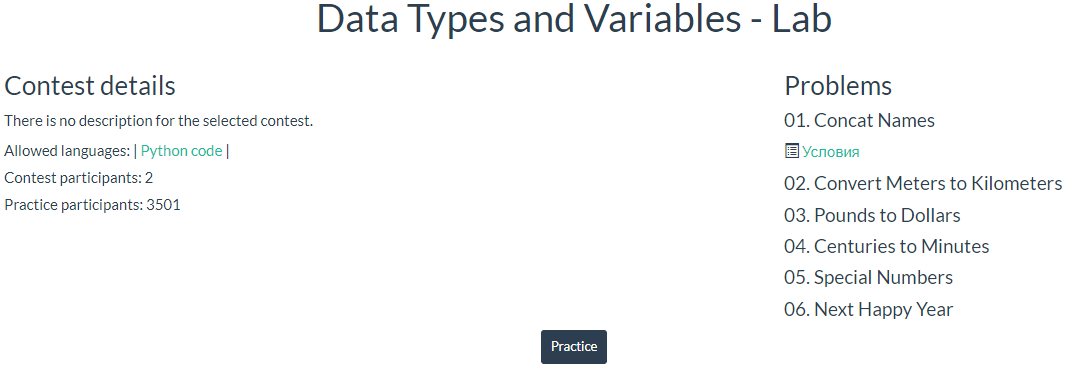 Data Types and Variables - Lab
Contest details
There is no description for the selected contest.
Allowed languages: | Python code |
Contest participants: 2
Practice participants: 3501
Problems
01. Concat Names
Условия
02. Convert Meters to Kilometers
03. Pounds to Dollars
04. Centuries to Minutes
05. Special Numbers
06. Next Happy Year
Practice